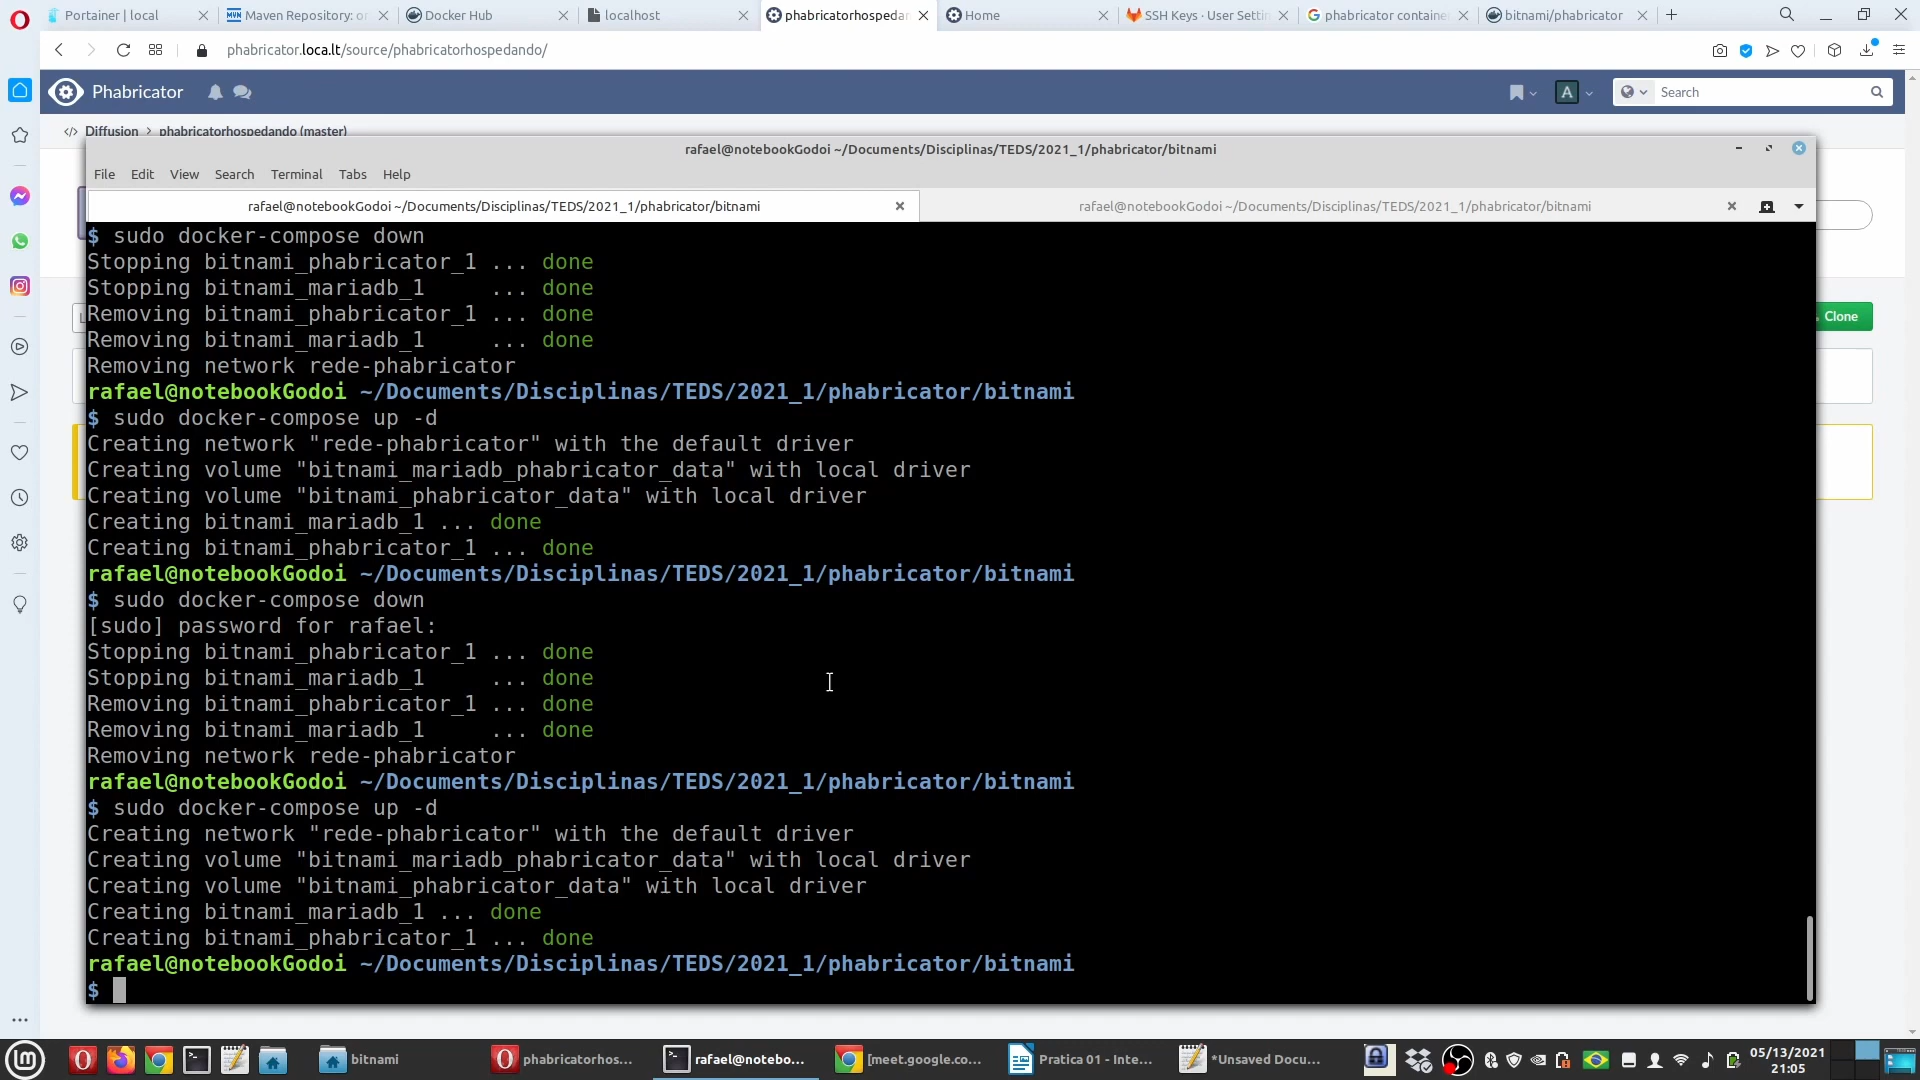 Portainer | local
Maven Repository: or
Docker Hub
localhost
phabricatorhospedan
Home
SSH Keys · User Settin
phabricator containe
bitnami/phabricator
phabricator.loca.lt/source/phabricatorhospedando/
Phabricator
A
Search
Diffusion > phabricatorhospedando (master)
rafael@notebookGodoi ~/Documents/Disciplinas/TEDS/2021_1/phabricator/bitnami
File Edit View Search Terminal Tabs Help
rafael@notebookGodoi ~/Documents/Disciplinas/TEDS/2021_1/phabricator/bitnami
rafael@notebookGodoi ~/Documents/Disciplinas/TEDS/2021_1/phabricator/bitnami
Clone
$ sudo docker-compose down
Stopping bitnami_phabricator_1 ... done
Stopping bitnami_mariadb_1     ... done
Removing bitnami_phabricator_1 ... done
Removing bitnami_mariadb_1     ... done
Removing network rede-phabricator
rafael@notebookGodoi ~/Documents/Disciplinas/TEDS/2021_1/phabricator/bitnami
$ sudo docker-compose up -d
Creating network "rede-phabricator" with the default driver
Creating volume "bitnami_mariadb_phabricator_data" with local driver
Creating volume "bitnami_phabricator_data" with local driver
Creating bitnami_mariadb_1 ... done
Creating bitnami_phabricator_1 ... done
rafael@notebookGodoi ~/Documents/Disciplinas/TEDS/2021_1/phabricator/bitnami
$ sudo docker-compose down
[sudo] password for rafael:
Stopping bitnami_phabricator_1 ... done
Stopping bitnami_mariadb_1     ... done
Removing bitnami_phabricator_1 ... done
Removing bitnami_mariadb_1     ... done
Removing network rede-phabricator
rafael@notebookGodoi ~/Documents/Disciplinas/TEDS/2021_1/phabricator/bitnami
$ sudo docker-compose up -d
Creating network "rede-phabricator" with the default driver
Creating volume "bitnami_mariadb_phabricator_data" with local driver
Creating volume "bitnami_phabricator_data" with local driver
Creating bitnami_mariadb_1 ... done
Creating bitnami_phabricator_1 ... done
rafael@notebookGodoi ~/Documents/Disciplinas/TEDS/2021_1/phabricator/bitnami
$
bitnami
phabricatorhos...
rafael@notebo...
[meet.google.co...
Pratica 01 - Inte...
*Unsaved Docu...
05/13/2021
21:05